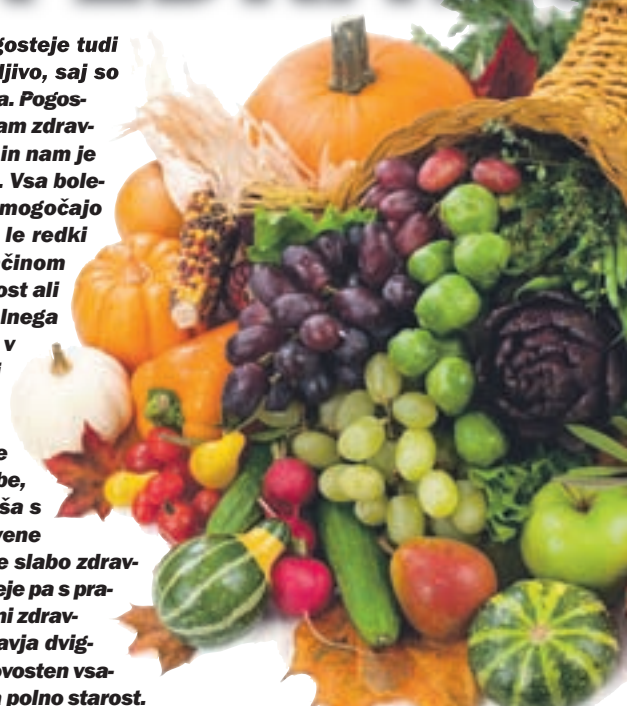 gosteje tudi
ljivo, saj so
a. Pogos-
am zdrav-
in nam je
. Vsa bole-
mogočajo
le redki
činom
ost ali
lnega
v
e
be,
ša s
vene
e slabo zdrav-
eje pa s pra-
ni zdrav-
avja dvig-
ovosten vsa-
polno starost.